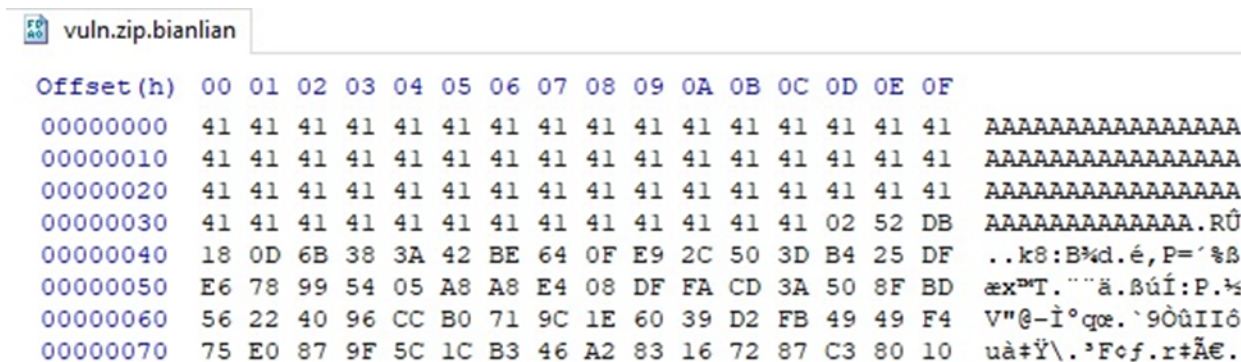 vuln.zip.bianlian
Offset(h) 00 01 02 03 04 05 06 07 08 09 0A 0B 0C 0D 0E 0F
00000000 41 41 41 41 41 41 41 41 41 41 41 41 41 41 41 41 AAAAAAAAAAAAAAAA
00000010 41 41 41 41 41 41 41 41 41 41 41 41 41 41 41 41 AAAAAAAAAAAAAAAA
00000020 41 41 41 41 41 41 41 41 41 41 41 41 41 41 41 41 AAAAAAAAAAAAAAAA
00000030 41 41 41 41 41 41 41 41 41 41 41 41 41 02 52 DB AAAAAAAAAAAAA.RÛ
00000040 18 0D 6B 38 3A 42 BE 64 0F E9 2C 50 3D B4 25 DF ..k8:B¾d.é,P=´%ß
00000050 E6 78 99 54 05 A8 A8 E4 08 DF FA CD 3A 50 8F BD æx™T.¨¨ä.ßúÍ:P.½
00000060 56 22 40 96 CC B0 71 9C 1E 60 39 D2 FB 49 49 F4 V"@–Ì°qœ.`9ÒûIIô
00000070 75 E0 87 9F 5C 1C B3 46 A2 83 16 72 87 C3 80 10 uà‡Ÿ\.³F¢ƒ.r‡Ã€.